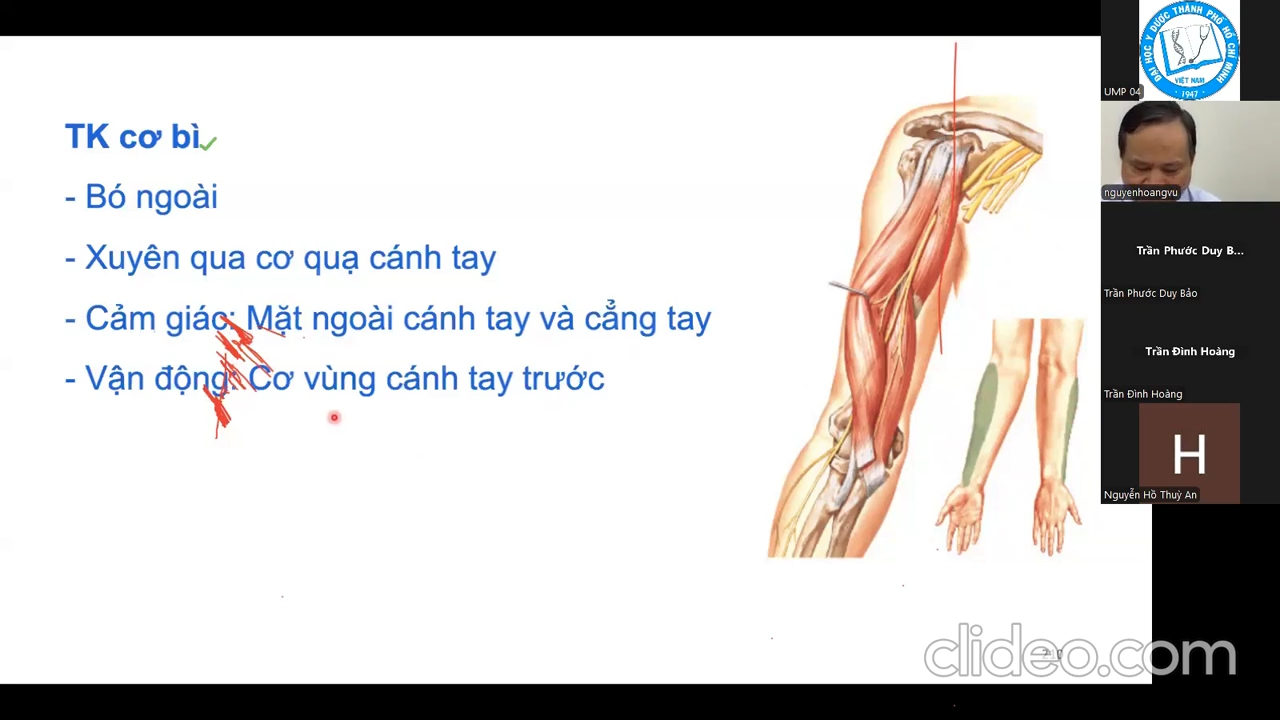 TK cơ bì
- Bó ngoài
- Xuyên qua cơ quạ cánh tay
- Cảm giác: Mặt ngoài cánh tay và cẳng tay
- Vận động: Cơ vùng cánh tay trước
ĐẠI HỌC Y DƯỢC THÀNH PHỐ HỒ CHÍ MINH
VIỆT NAM
1947
UMP 04
nguyenhoangvu
Trần Phước Duy B...
Trần Phước Duy Bảo
Trần Đình Hoàng
Trần Đình Hoàng
H
Nguyễn Hồ Thuỳ An
clideo.com